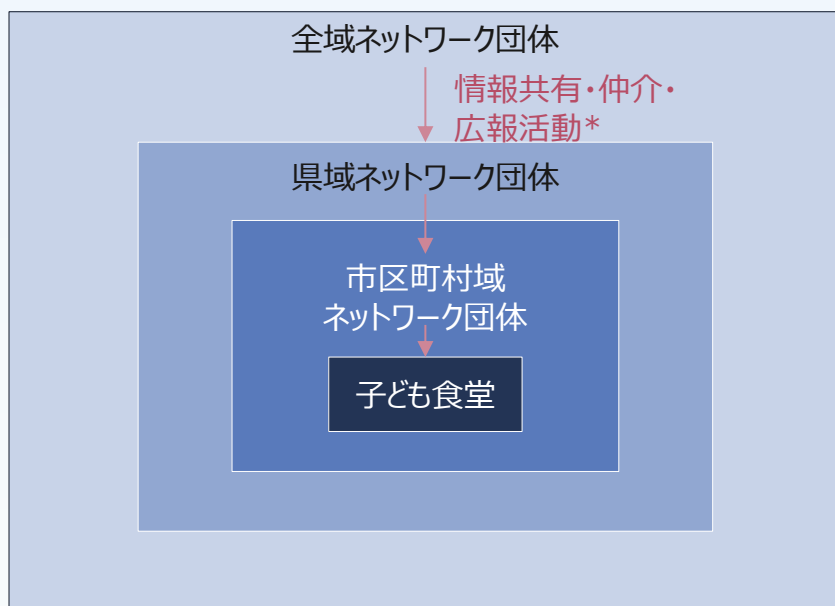 全域ネットワーク団体
情報共有・仲介・
広報活動*
県域ネットワーク団体
市区町村域
ネットワーク団体
子ども食堂